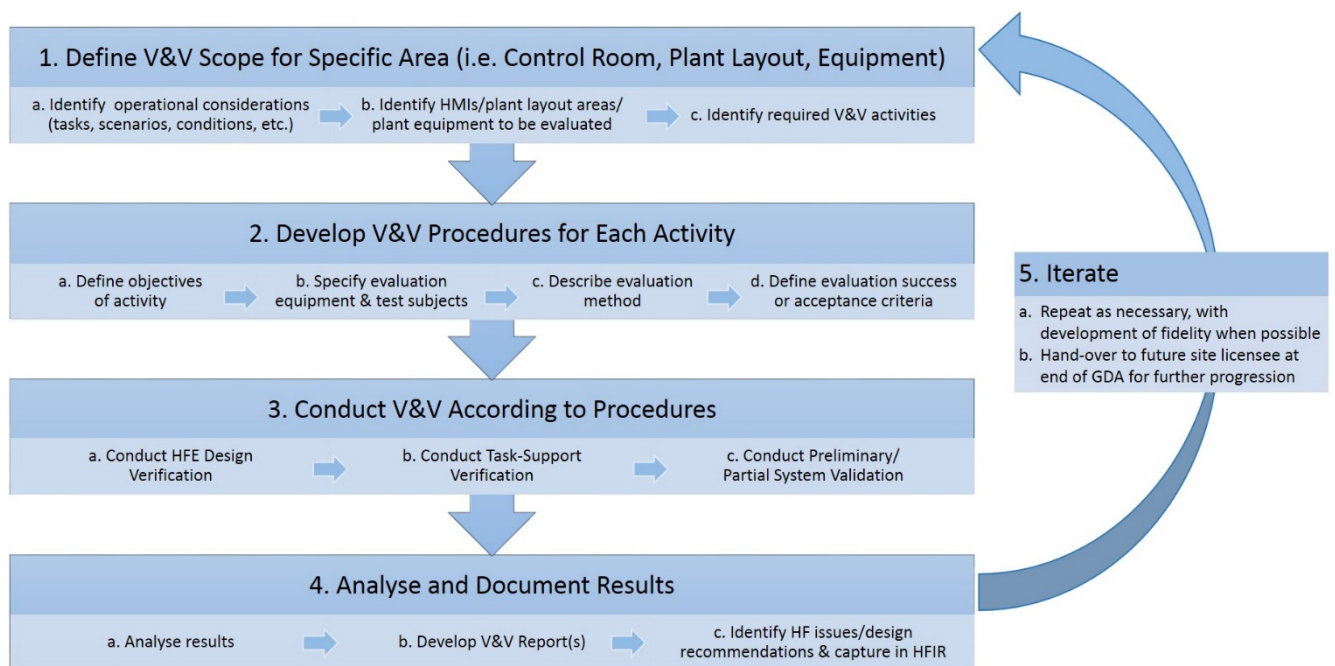 1. Define V&V Scope for Specific Area (i.e. Control Room, Plant Layout, Equipment)
a. Identify operational considerations
(tasks, scenarios, conditions, etc.)
b. Identify HMIs/plant layout areas/
plant equipment to be evaluated
c. Identify required V&V activities
2. Develop V&V Procedures for Each Activity
a. Define objectives
of activity
b. Specify evaluation
equipment & test subjects
c. Describe evaluation
method
d. Define evaluation success
or acceptance criteria
3. Conduct V&V According to Procedures
a. Conduct HFE Design
Verification
b. Conduct Task-Support
Verification
c. Conduct Preliminary/
Partial System Validation
4. Analyse and Document Results
a. Analyse results
b. Develop V&V Report(s)
c. Identify HF issues/design
recommendations & capture in HFIR
5. Iterate
a. Repeat as necessary, with
development of fidelity when possible
b. Hand-over to future site licensee at
end of GDA for further progression